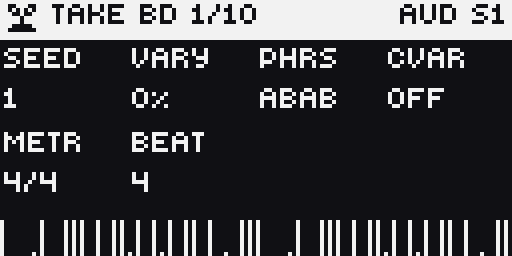 TAKE BD 1/10 AUD S1
SEED VARY PHRS CVAR
1 0% ABAB OFF
METR BEAT
4/4 4